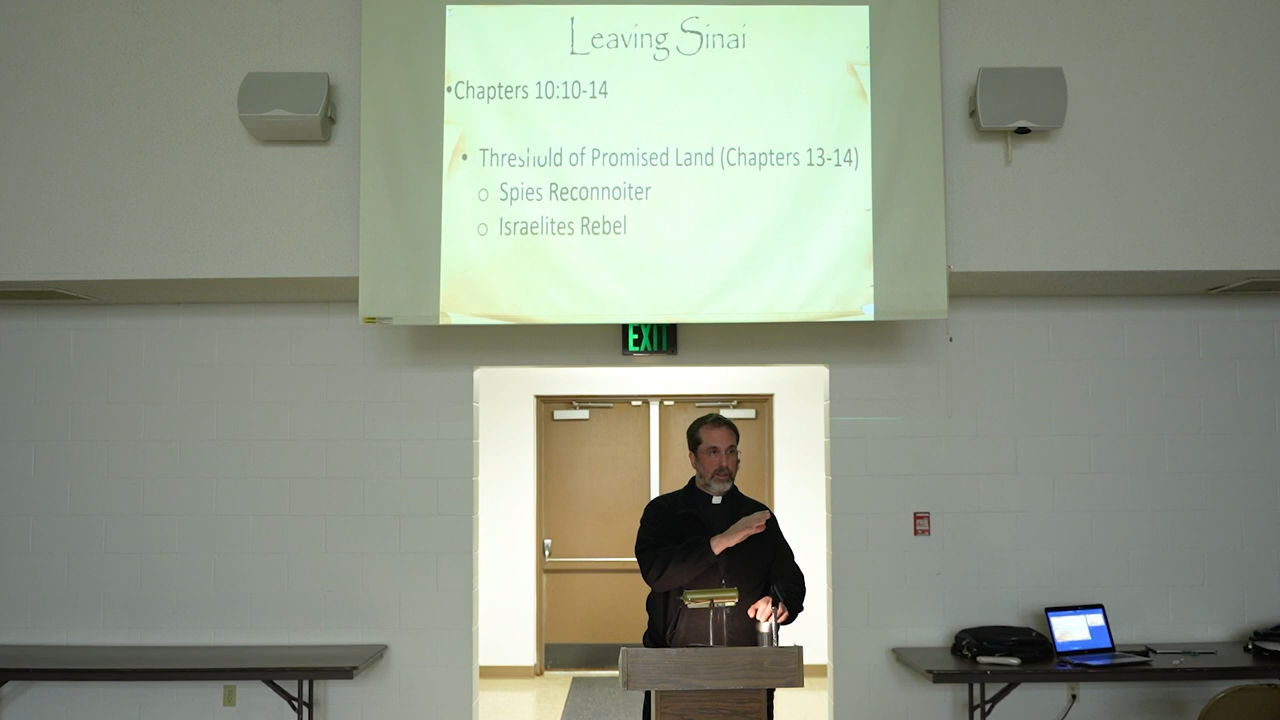 Leaving Sinai
•Chapters 10:10-14
• Threshold of Promised Land (Chapters 13-14)
o Spies Reconnoiter
o Israelites Rebel
EXIT